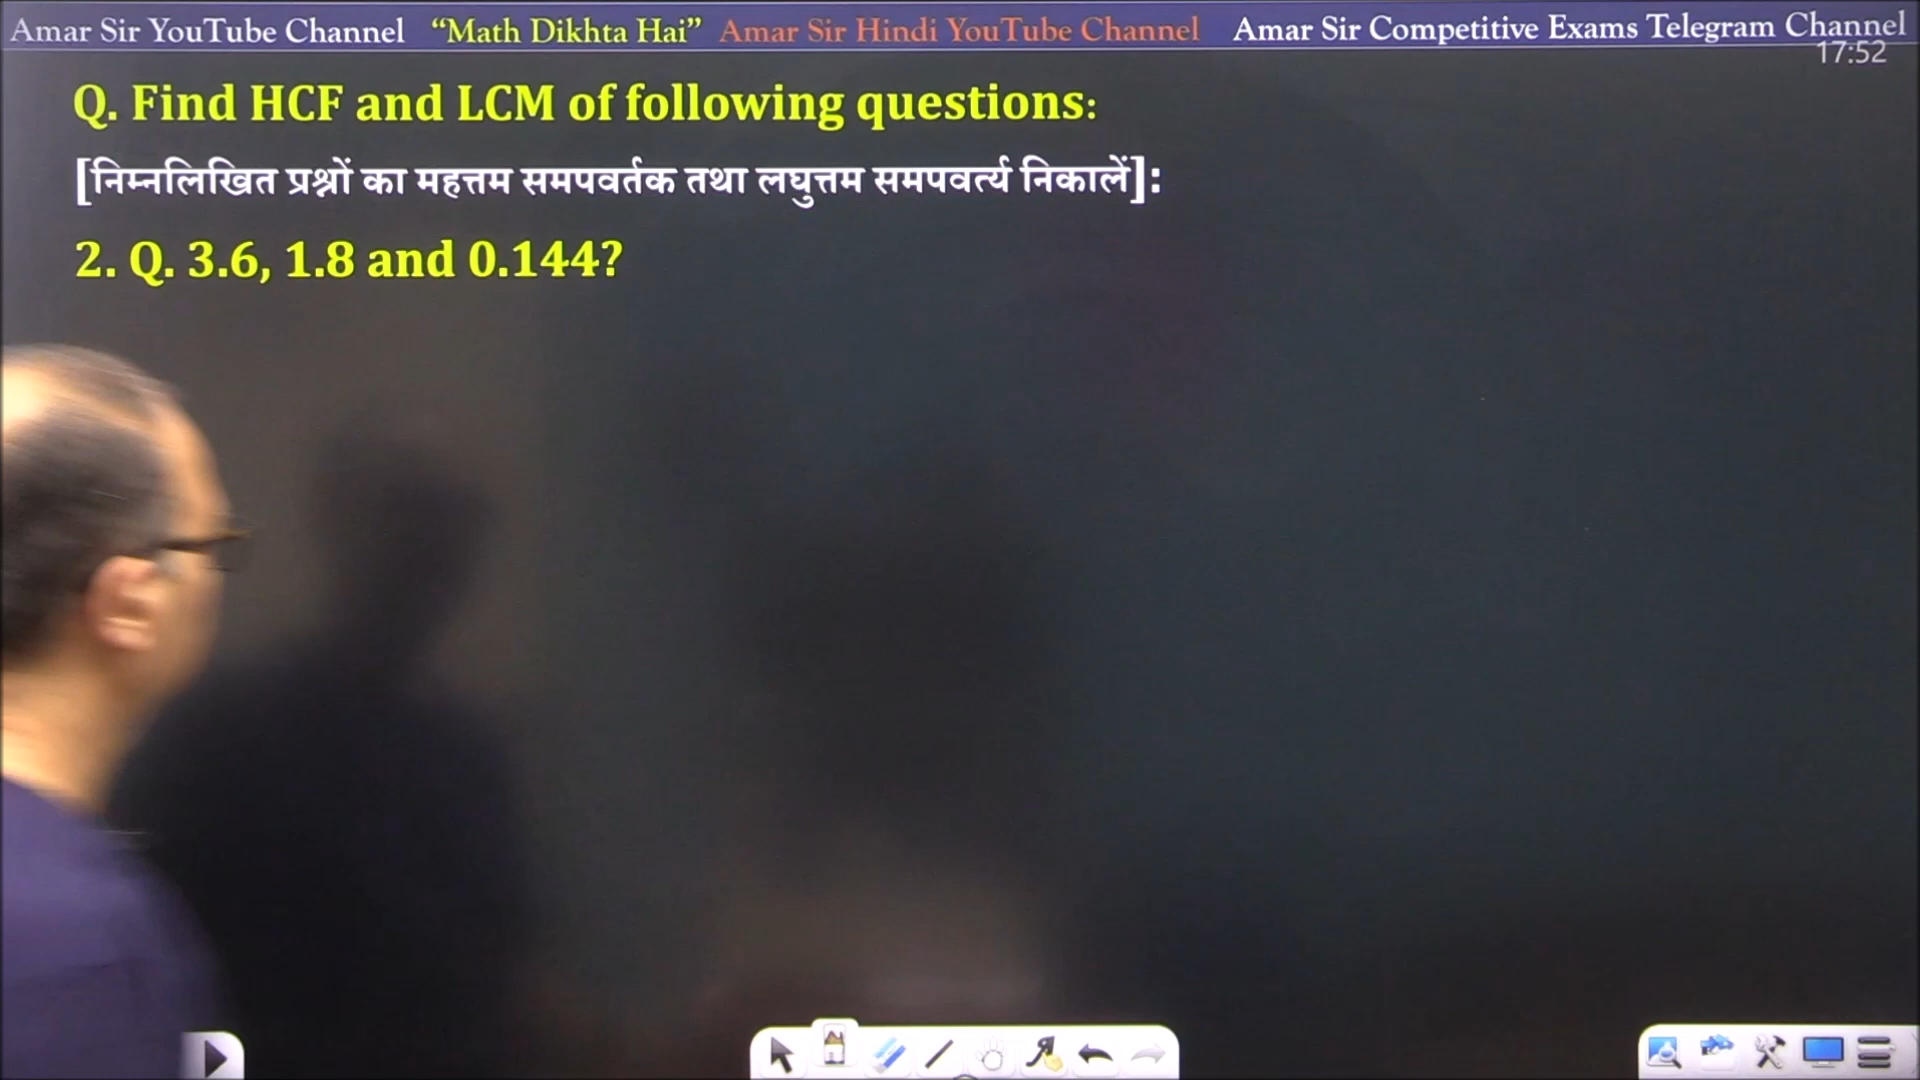 Amar Sir YouTube Channel “Math Dikhta Hai” Amar Sir Hindi YouTube Channel Amar Sir Competitive Exams Telegram Channel
17:52
Q. Find HCF and LCM of following questions:
[निम्नलिखित प्रश्नों का महत्तम समपवर्तक तथा लघुत्तम समपवर्त्य निकालें]:
2. Q. 3.6, 1.8 and 0.144?